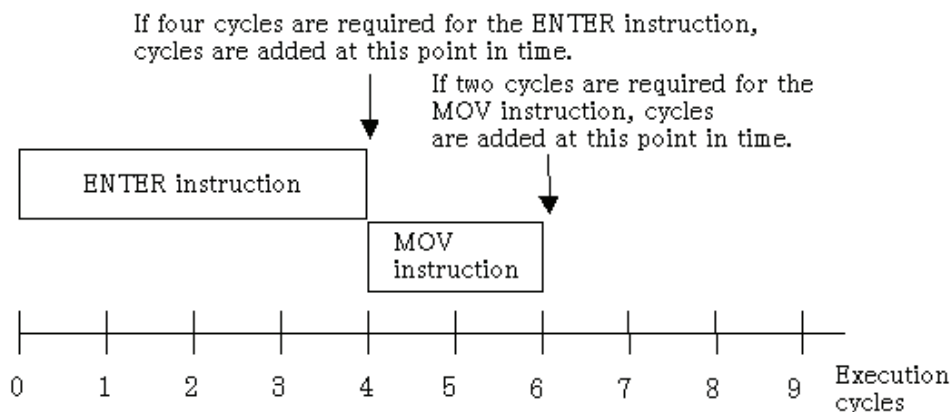 If four cycles are required for the ENTER instruction,
cycles are added at this point in time.
If two cycles are required for the
MOV instruction, cycles
are added at this point in time.
ENTER instruction
MOV
instruction
0 1 2 3 4 5 6 7 8 9
Execution
cycles